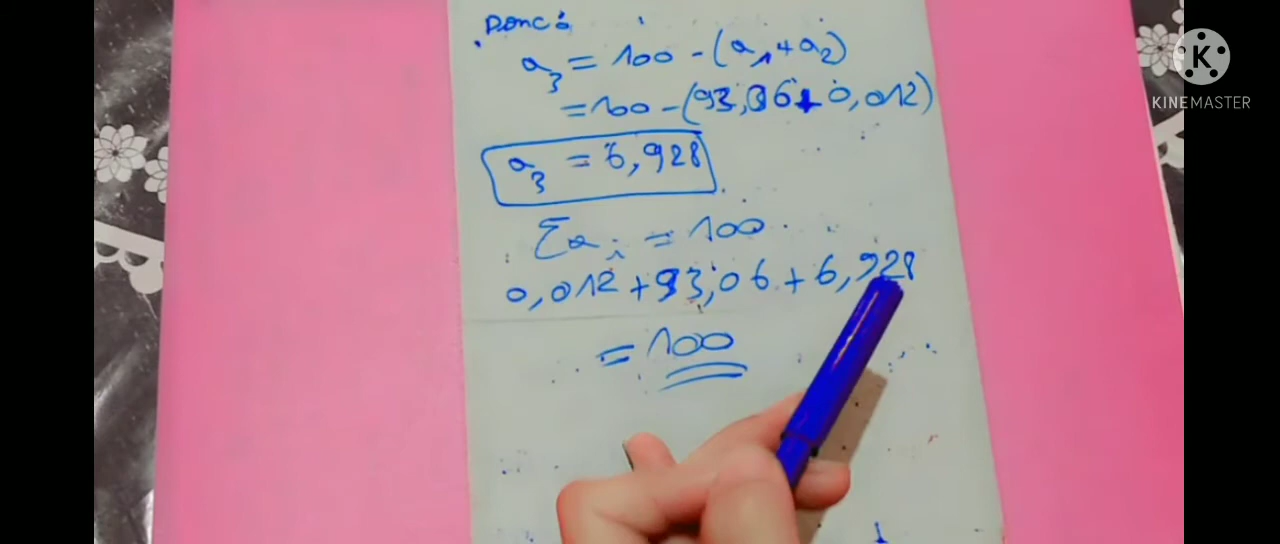 Donc :
a₃ = 100 - (a₁ + a₂)
= 100 - (93,06 + 0,012)
a₃ = 6,928
Σaᵢ = 100
0,012 + 93,06 + 6,928
= 100
K
KINEMASTER